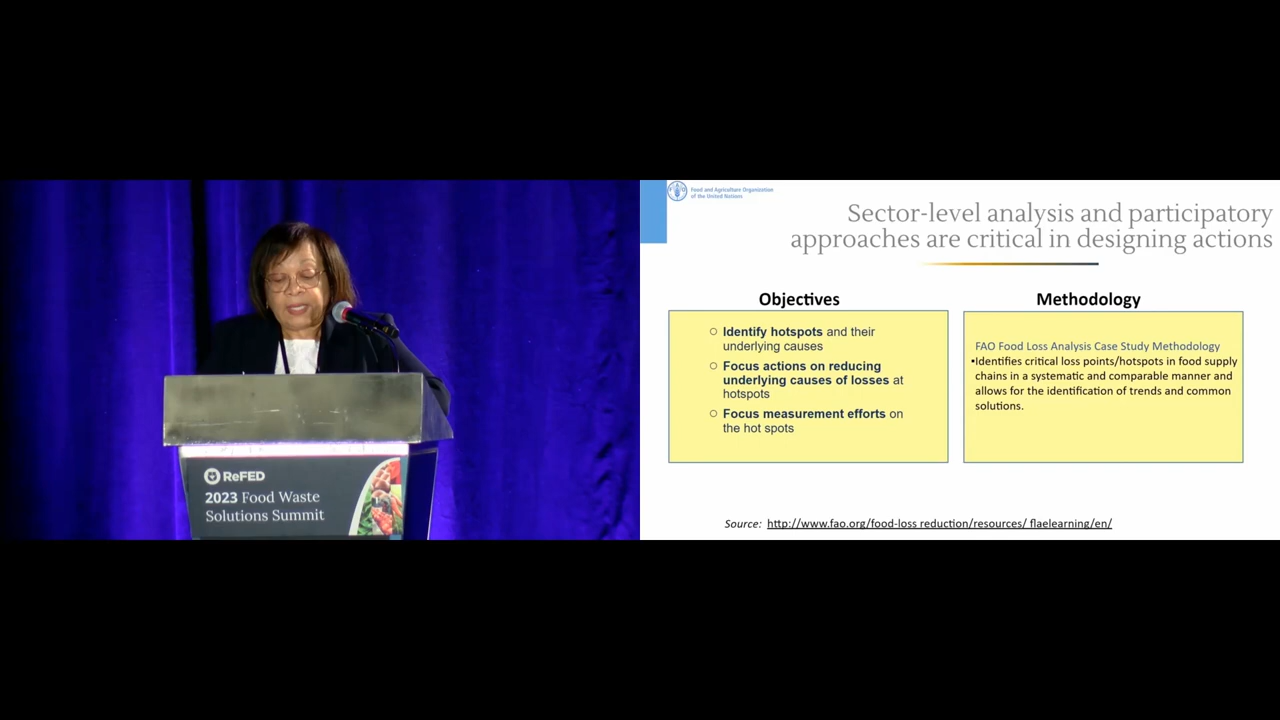 ReFED
2023 Food Waste
Solutions Summit
Food and Agriculture Organization
of the United Nations
Sector-level analysis and participatory
approaches are critical in designing actions
Objectives
○ Identify hotspots and their
underlying causes
○ Focus actions on reducing
underlying causes of losses at
hotspots
○ Focus measurement efforts on
the hot spots
Methodology
FAO Food Loss Analysis Case Study Methodology
•Identifies critical loss points/hotspots in food supply
chains in a systematic and comparable manner and
allows for the identification of trends and common
solutions.
Source: http://www.fao.org/food-loss reduction/resources/ flaelearning/en/